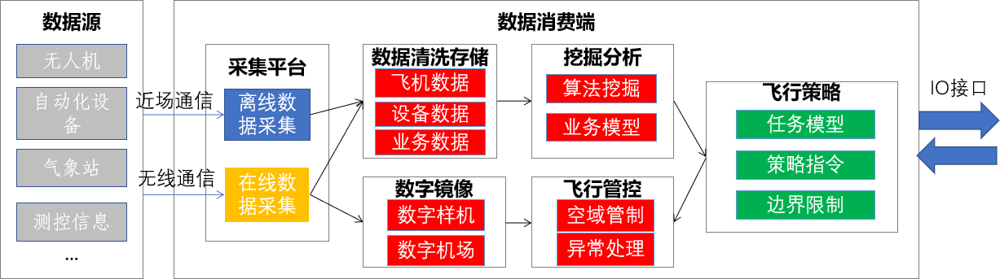 数据源
无人机
自动化设
备
气象站
测控信息
...
近场通信
无线通信
数据消费端
采集平台
离线数
据采集
在线数
据采集
数据清洗存储
飞机数据
设备数据
业务数据
数字镜像
数字样机
数字机场
挖掘分析
算法挖掘
业务模型
飞行管控
空域管制
异常处理
飞行策略
任务模型
策略指令
边界限制
IO接口